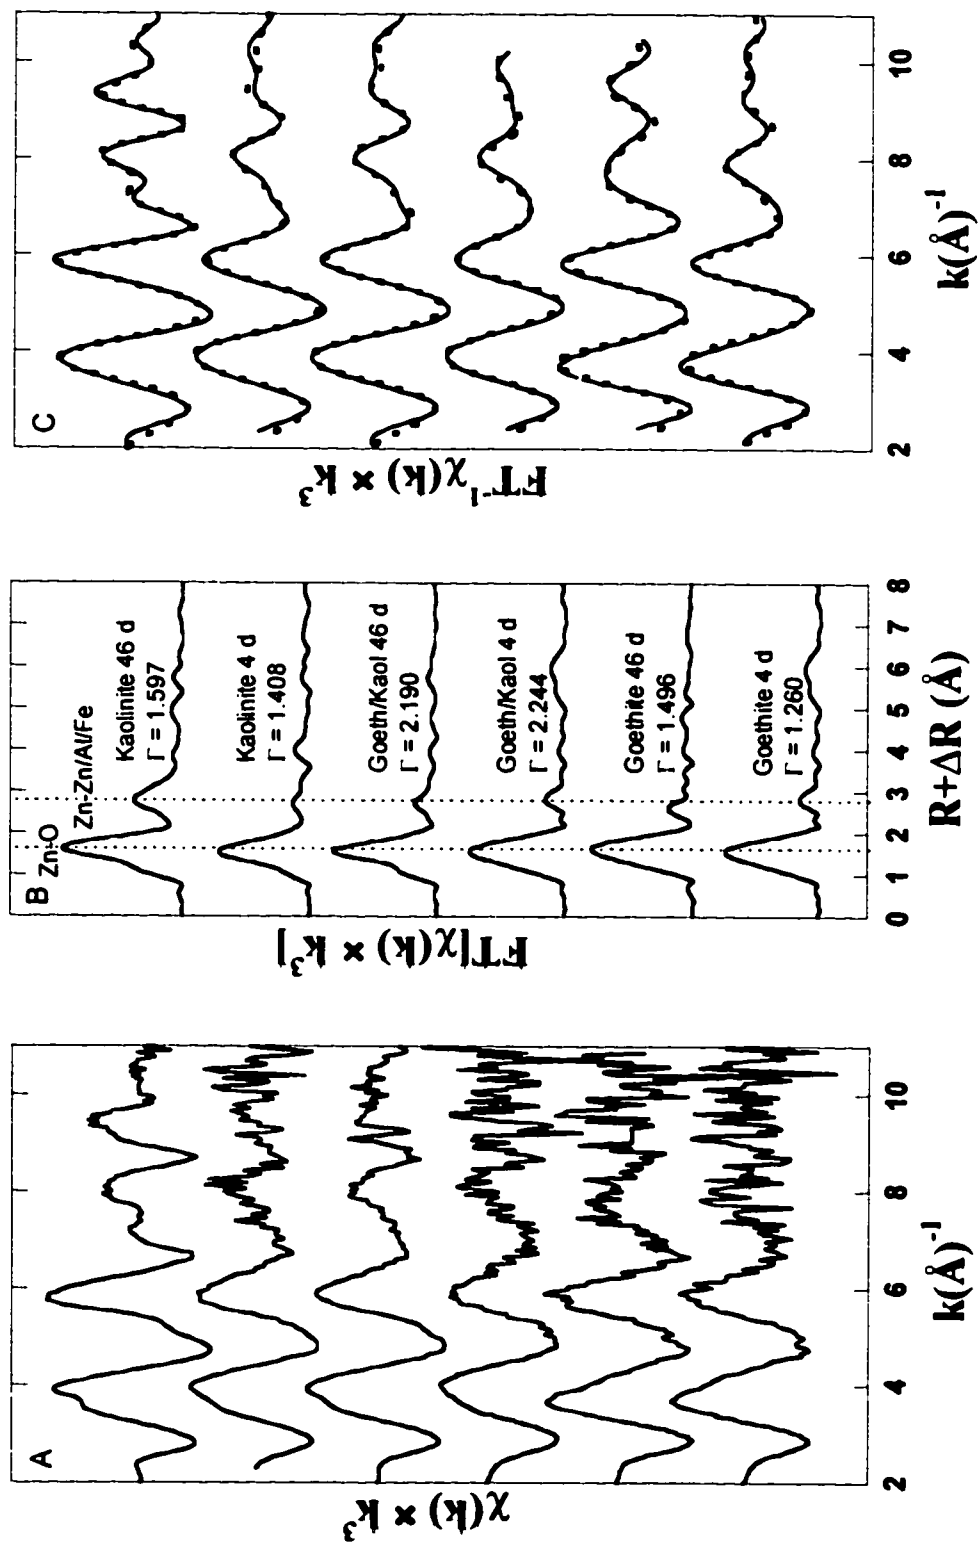 A
χ(k) × k³
2 4 6 8 10
k(Å)⁻¹
B
Zn-O
Zn-Zn/Al/Fe
Kaolinite 46 d
Γ = 1.597
Kaolinite 4 d
Γ = 1.408
Goeth/Kaol 46 d
Γ = 2.190
Goeth/Kaol 4 d
Γ = 2.244
Goethite 46 d
Γ = 1.496
Goethite 4 d
Γ = 1.260
FT[χ(k) × k³]
0 1 2 3 4 5 6 7 8
R+ΔR (Å)
C
FT⁻¹χ(k) × k³
2 4 6 8 10
k(Å)⁻¹